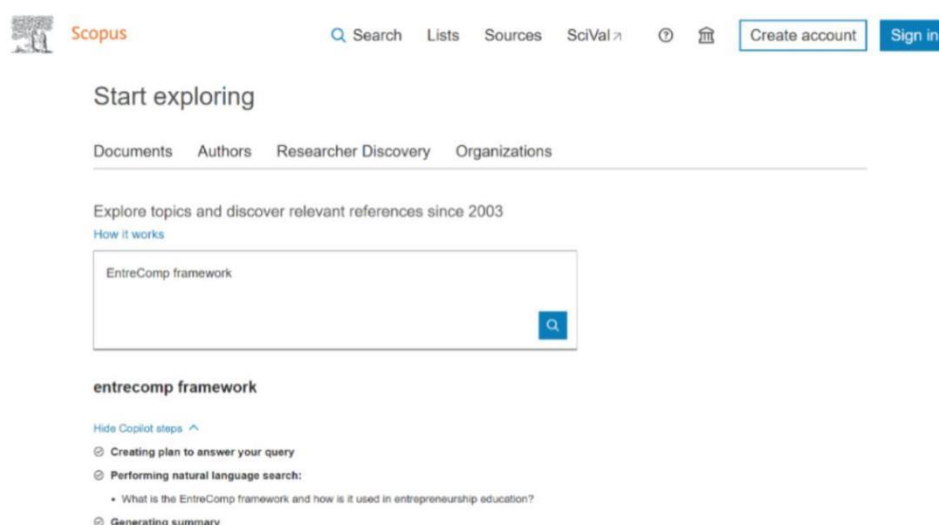 Scopus
Search Lists Sources SciVal Create account Sign in
Start exploring
Documents Authors Researcher Discovery Organizations
Explore topics and discover relevant references since 2003
How it works
EntreComp framework
entrecomp framework
Hide Copilot steps
Creating plan to answer your query
Performing natural language search:
• What is the EntreComp framework and how is it used in entrepreneurship education?
Generating summary